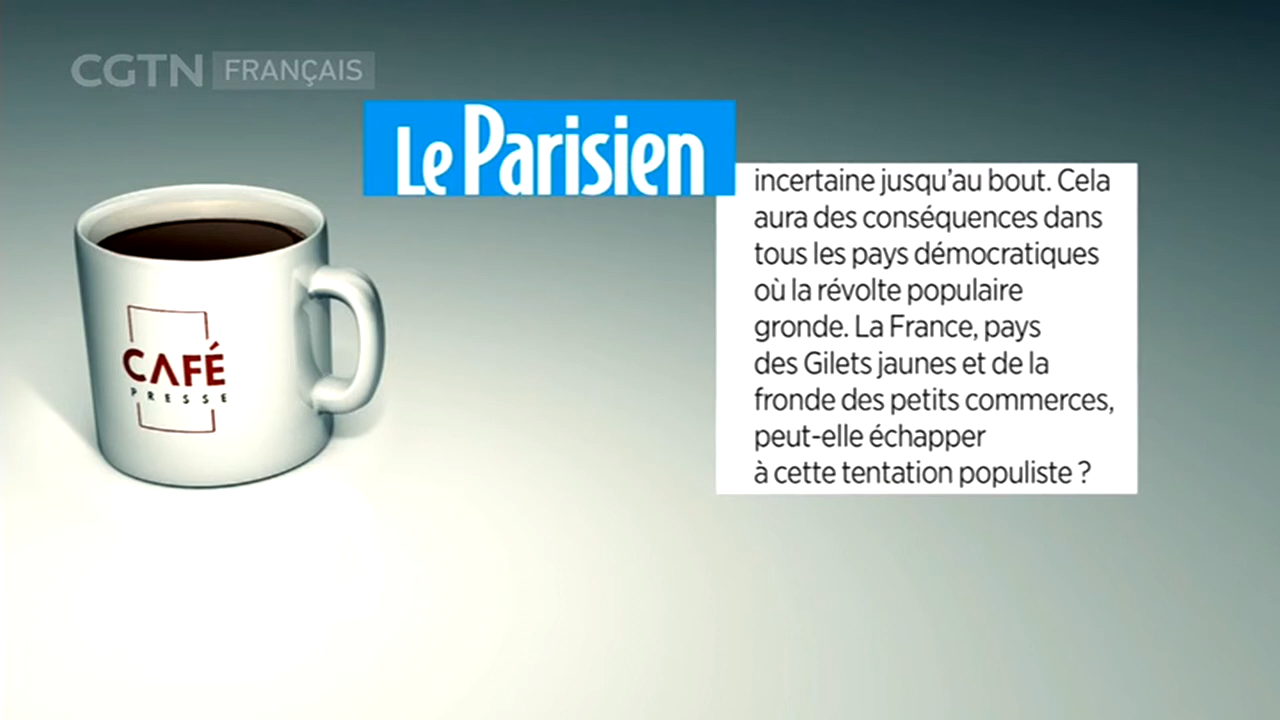 CGTN FRANÇAIS
Le Parisien
incertaine jusqu'au bout. Cela
aura des conséquences dans
tous les pays démocratiques
où la révolte populaire
gronde. La France, pays
des Gilets jaunes et de la
fronde des petits commerces,
peut-elle échapper
à cette tentation populiste ?
CAFÉ
PRESSE